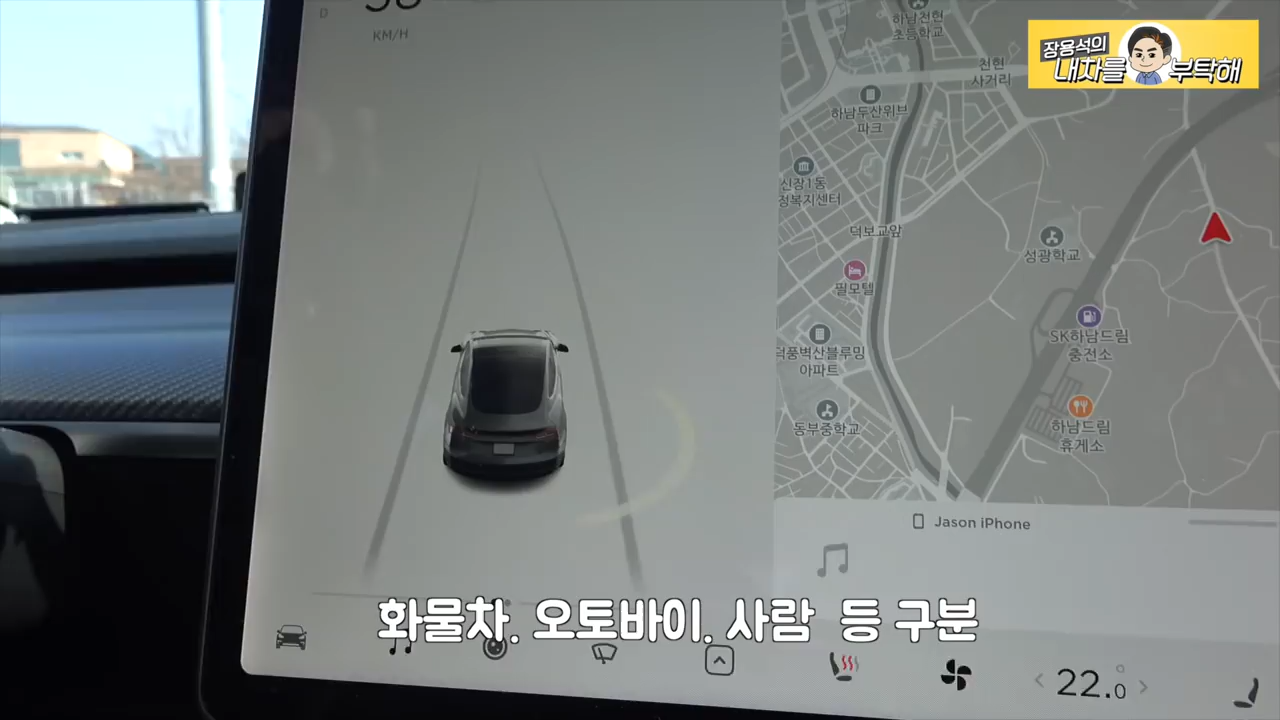 D
KM/H
하남천현
초등학교
천현
사거리
장용석의
내차를 부탁해
하남두산위브
파크
신장1동
정복지센터
덕보교앞
성광학교
필모텔
SK하남드림
충전소
덕풍벽산블루밍
아파트
동부중학교
하남드림
휴게소
Jason iPhone
화물차. 오토바이. 사람 등 구분
22.0